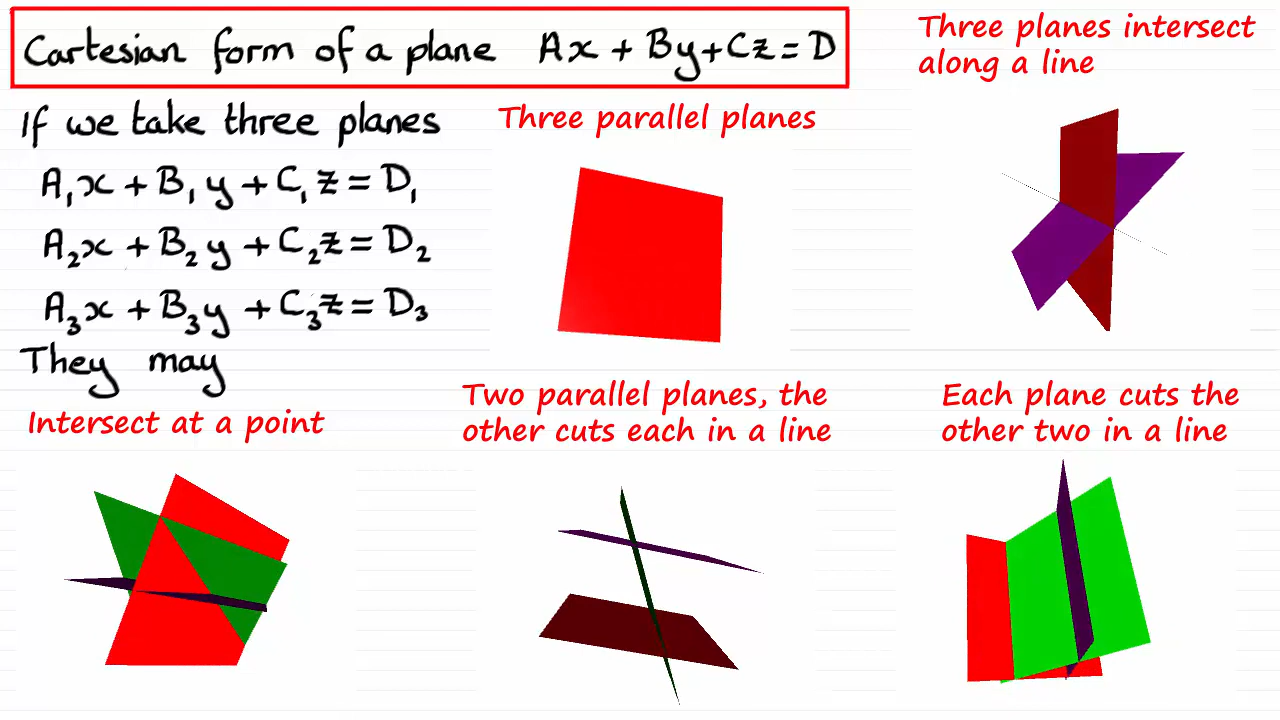 Cartesian form of a plane Ax + By + Cz = D
If we take three planes
A₁x + B₁y + C₁z = D₁
A₂x + B₂y + C₂z = D₂
A₃x + B₃y + C₃z = D₃
They may
Intersect at a point
Three parallel planes
Two parallel planes, the
other cuts each in a line
Three planes intersect
along a line
Each plane cuts the
other two in a line